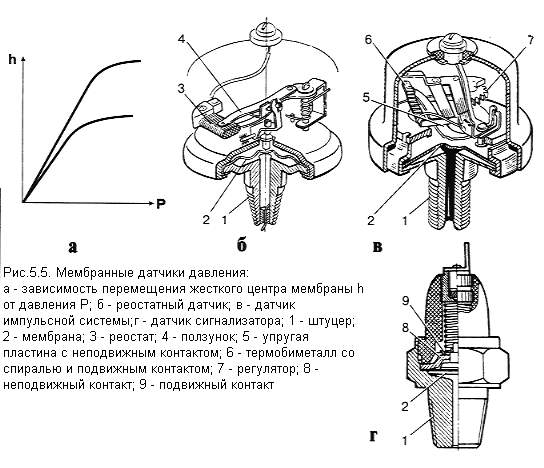 h
P
а
4
3
2
1
б
6
5
7
2
1
в
Рис.5.5. Мембранные датчики давления:
а - зависимость перемещения жесткого центра мембраны h
от давления Р; б - реостатный датчик; в - датчик
импульсной системы;г - датчик сигнализатора; 1 - штуцер;
2 - мембрана; 3 - реостат; 4 - ползунок; 5 - упругая
пластина с неподвижным контактом; 6 - термобиметалл со
спиралью и подвижным контактом; 7 - регулятор; 8 -
неподвижный контакт; 9 - подвижный контакт
9
8
2
1
г